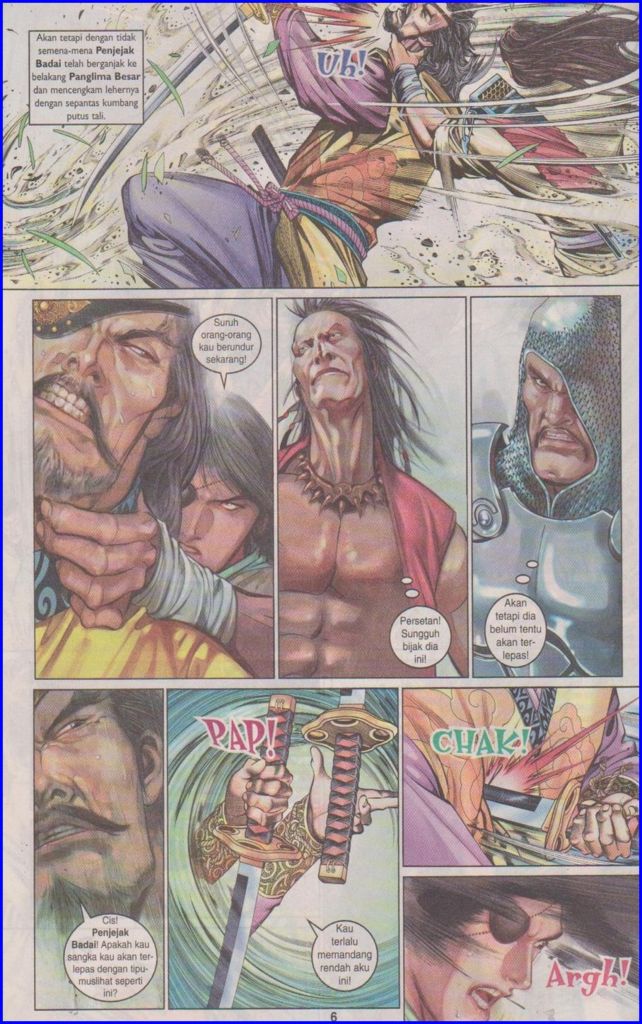 Akan tetapi dengan tidak
semena-mena Penjejak
Badai telah berganjak ke
belakang Panglima Besar
dan mencengkam lehernya
dengan sepantas kumbang
putus tali.
Uh!
Suruh
orang-orang
kau berundur
sekarang!
Persetan!
Sungguh
bijak dia
ini!
Akan
tetapi dia
belum tentu
akan ter-
lepas!
Cis!
Penjejak
Badai! Apakah kau
sangka kau akan ter-
lepas dengan tipu-
muslihat seperti
ini?
PAP!
Kau
terlalu
memandang
rendah aku
ini!
CHAK!
Argh!
6